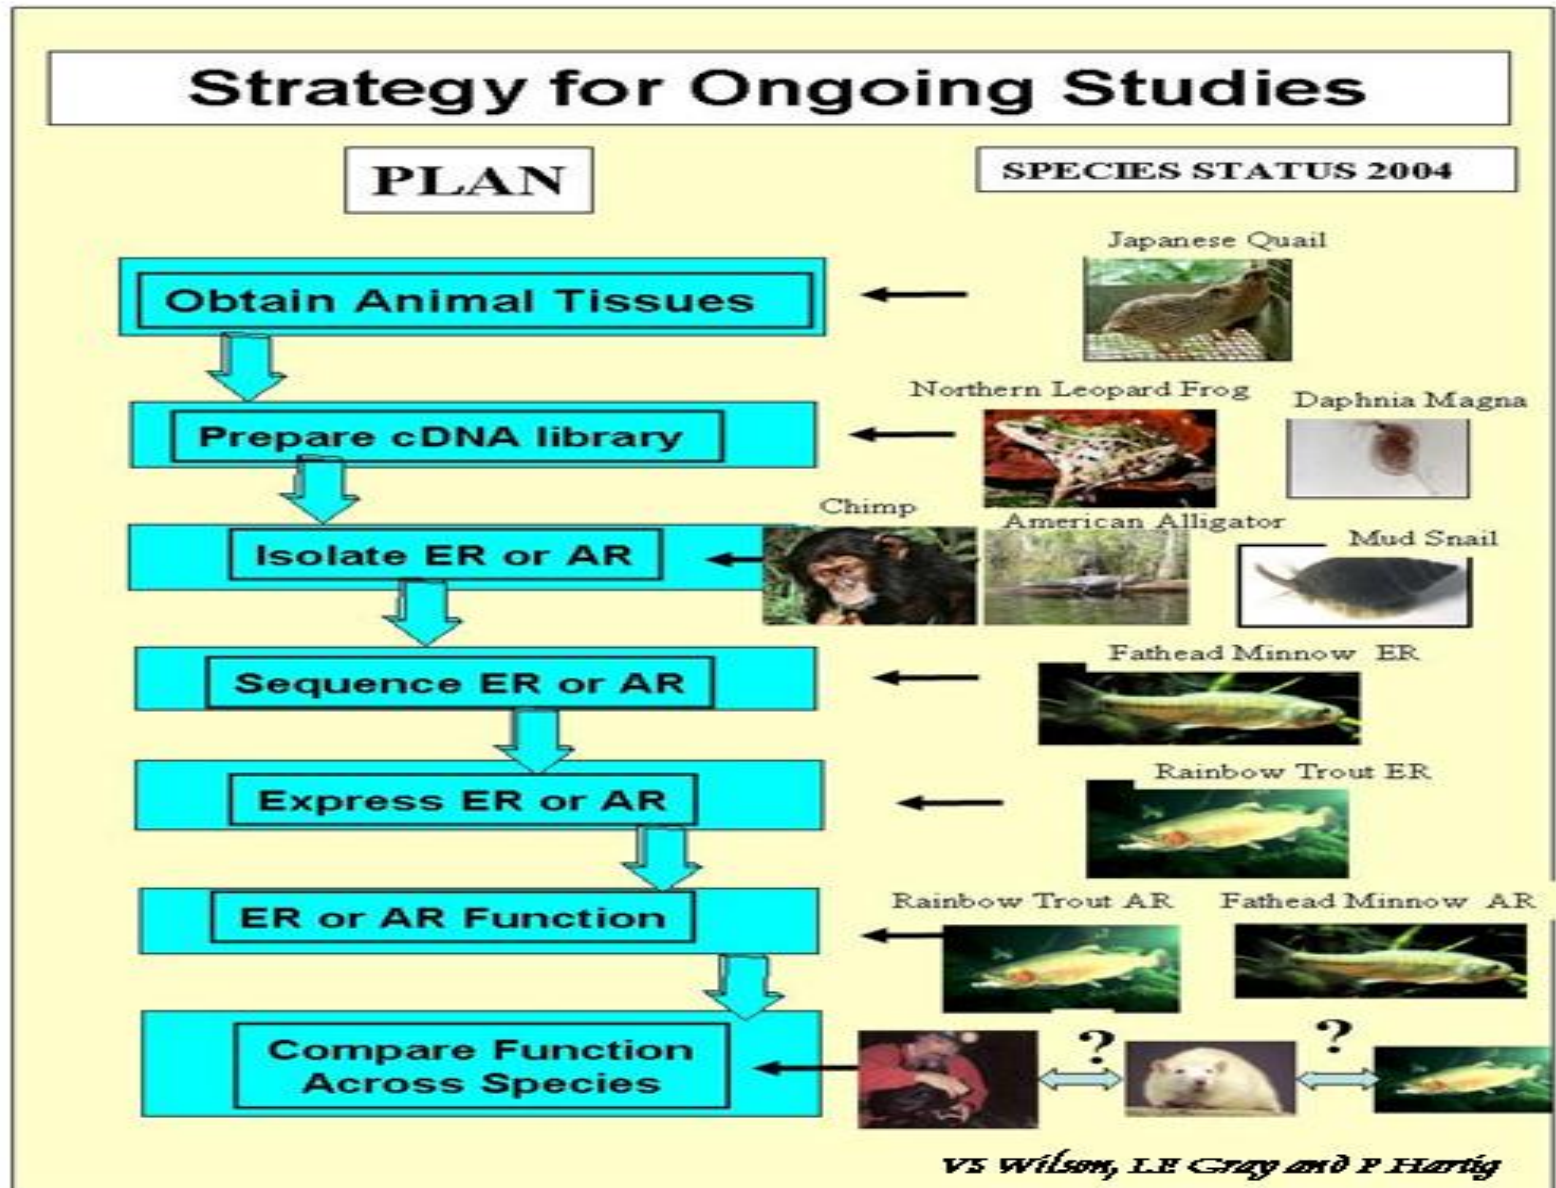 Strategy for Ongoing Studies
PLAN
SPECIES STATUS 2004
Japanese Quail
Obtain Animal Tissues
Northern Leopard Frog
Daphnia Magna
Prepare cDNA library
Chimp
American Alligator
Mud Snail
Isolate ER or AR
Fathead Minnow ER
Sequence ER or AR
Rainbow Trout ER
Express ER or AR
Rainbow Trout AR
Fathead Minnow AR
ER or AR Function
? ?
Compare Function
Across Species
VS Wilson, LE Gray and P Hartig